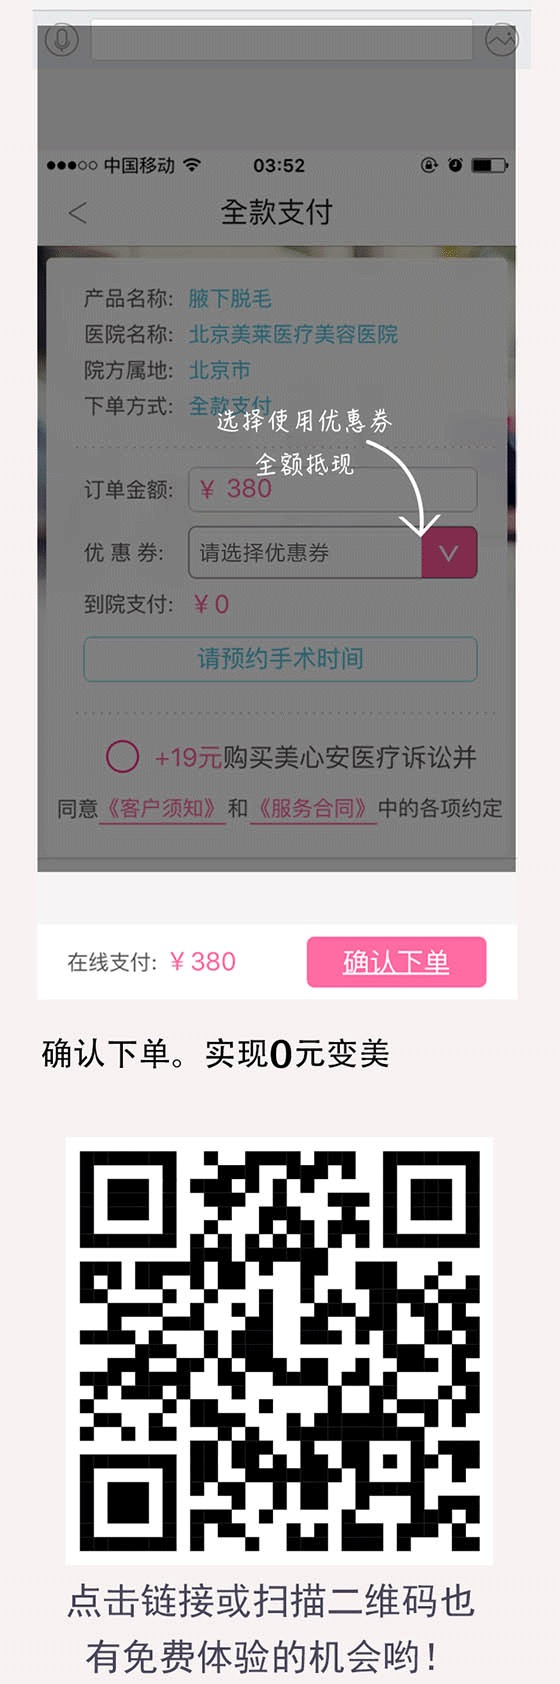 中国移动 03:52
全款支付
产品名称: 腋下脱毛
医院名称: 北京美莱医疗美容医院
院方属地: 北京市
下单方式: 全款支付
选择使用优惠券
全额抵现
订单金额: ¥ 380
优惠券: 请选择优惠券
到院支付: ¥0
请预约手术时间
+19元购买美心安医疗诉讼并
同意《客户须知》和《服务合同》中的各项约定
在线支付: ¥380
确认下单
确认下单。实现0元变美
点击链接或扫描二维码也
有免费体验的机会哟!